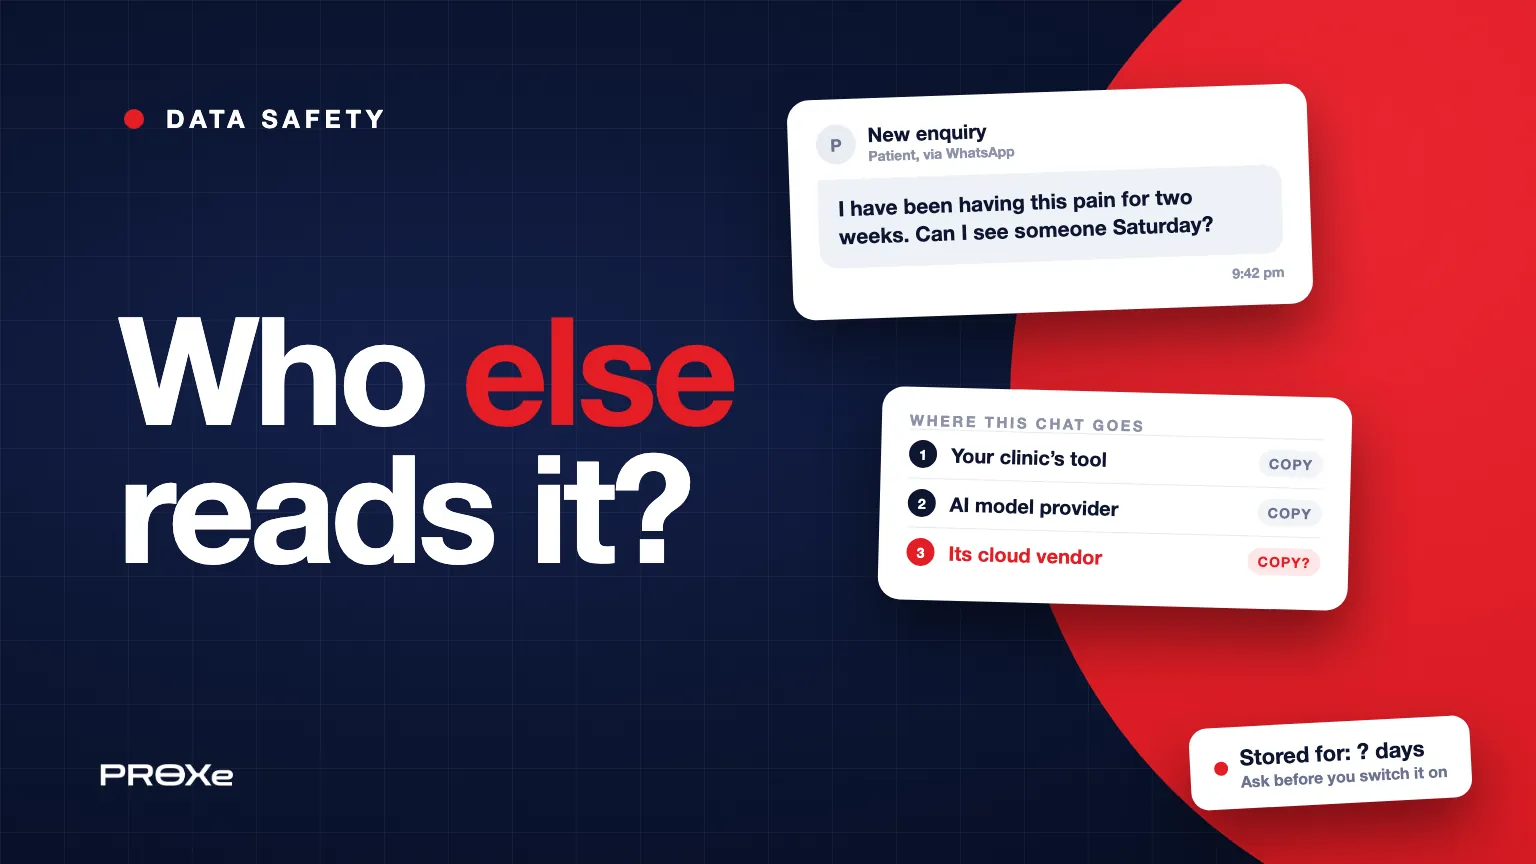 DATA SAFETY
Who else
reads it?
PROXe
P
New enquiry
Patient, via WhatsApp
I have been having this pain for two
weeks. Can I see someone Saturday?
9:42 pm
WHERE THIS CHAT GOES
1 Your clinic’s tool COPY
2 AI model provider COPY
3 Its cloud vendor COPY?
Stored for: ? days
Ask before you switch it on